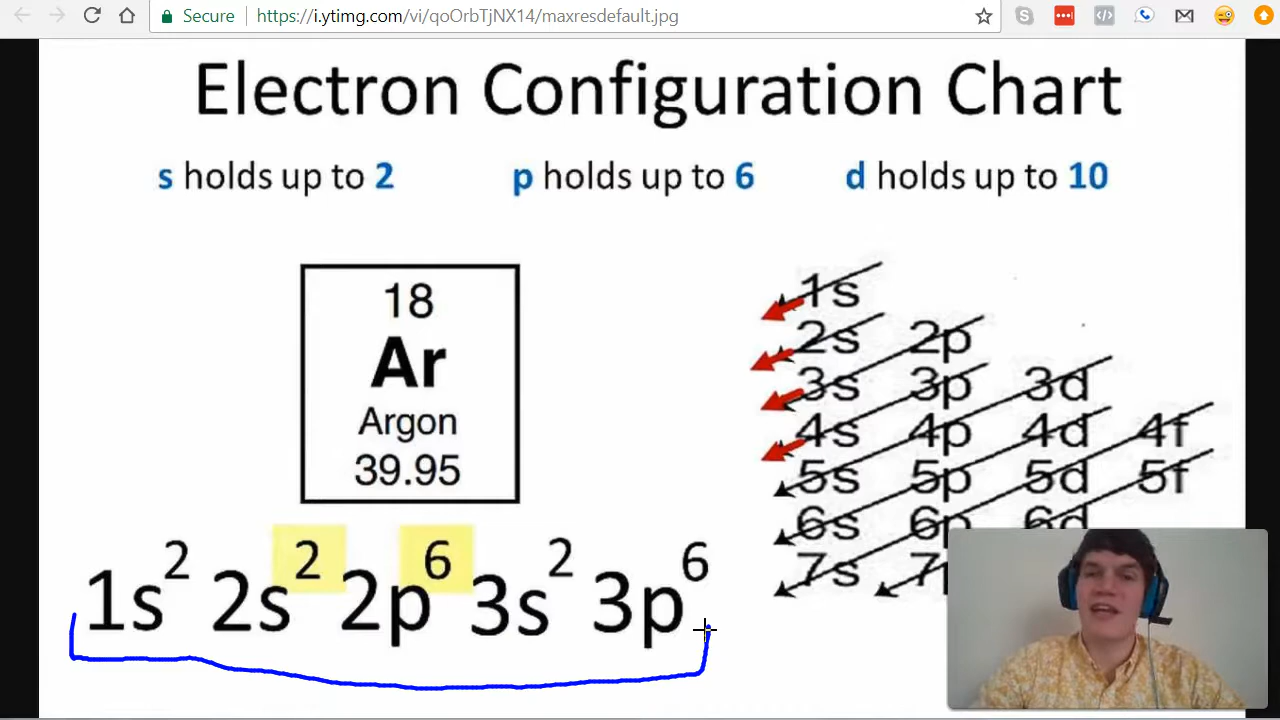 Secure https://i.ytimg.com/vi/qoOrbTjNX14/maxresdefault.jpg
Electron Configuration Chart
s holds up to 2 p holds up to 6 d holds up to 10
18
Ar
Argon
39.95
1s² 2s² 2p⁶ 3s² 3p⁶
1s
2s 2p
3s 3p 3d
4s 4p 4d 4f
5s 5p 5d 5f
6s 6p 6d
7s